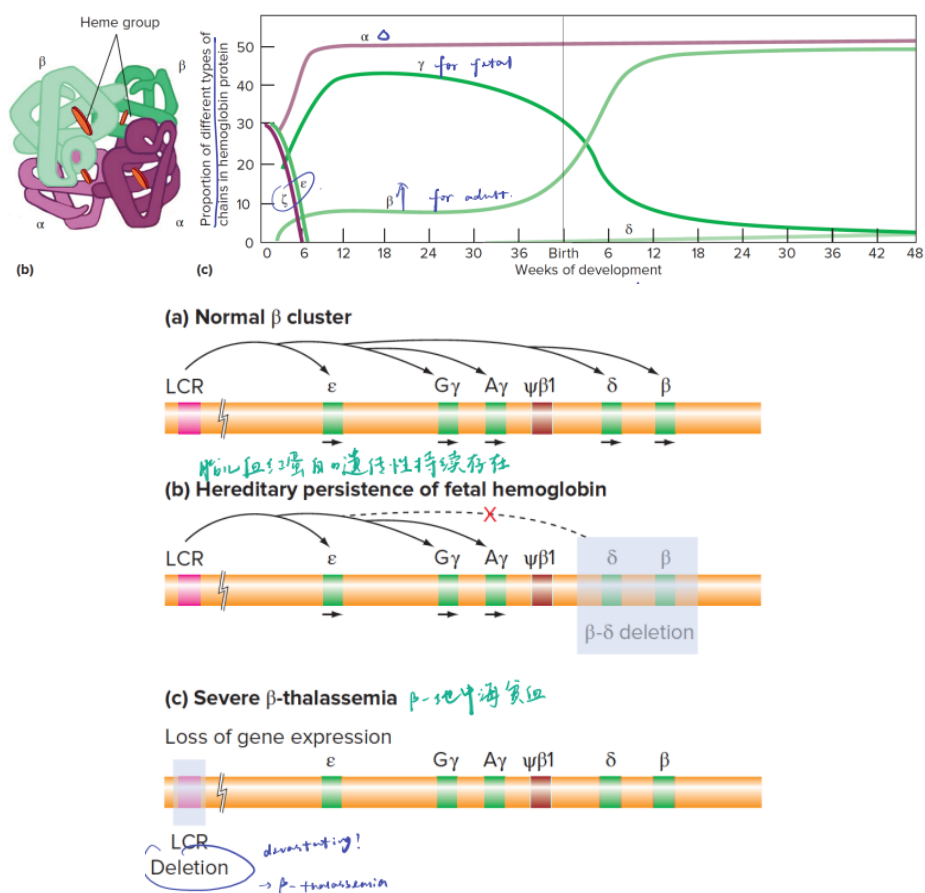 Heme group
β
β
α
α
(b)
(c)
Proportion of different types of
chains in hemoglobin protein
50
40
30
20
10
0
α
γ for fetal
ζ
ε
β ↑ for adult.
δ
0 6 12 18 24 30 36 Birth 6 12 18 24 30 36 42 48
Weeks of development
(a) Normal β cluster
LCR ε Gγ Aγ ψβ1 δ β
胎儿血红蛋白的遗传性持续存在
(b) Hereditary persistence of fetal hemoglobin
X
LCR ε Gγ Aγ ψβ1 δ β
β-δ deletion
(c) Severe β-thalassemia β-地中海贫血
Loss of gene expression
ε Gγ Aγ ψβ1 δ β
LCR
Deletion
devastating!
→ β-thalassemia